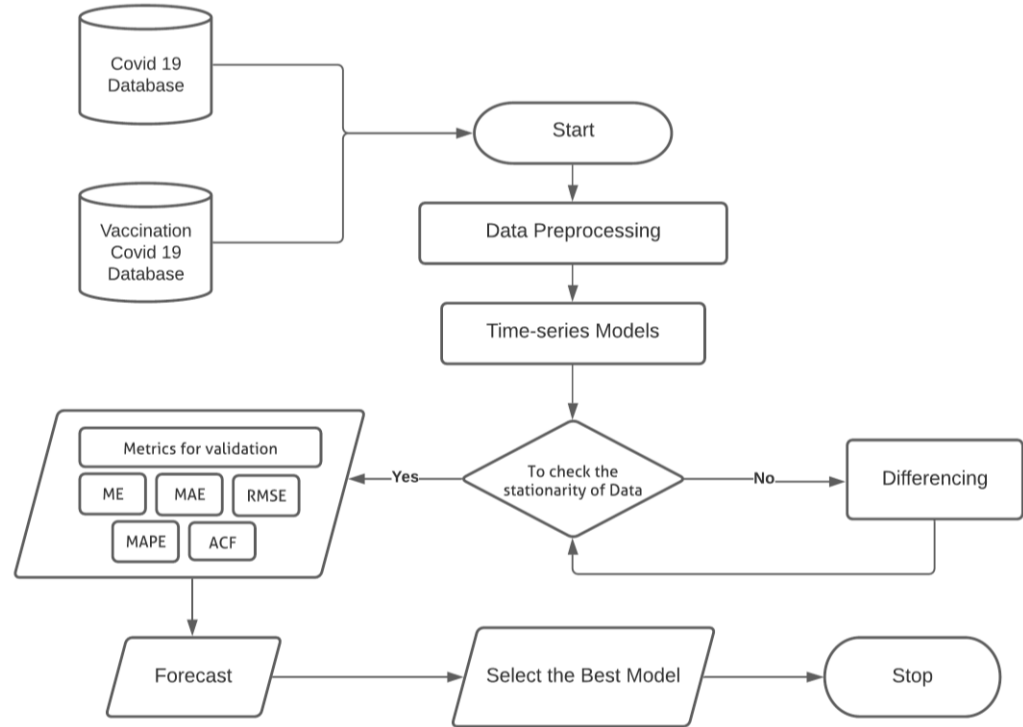 Covid 19
Database
Start
Vaccination
Covid 19
Database
Data Preprocessing
Time-series Models
To check the
stationarity of Data
Yes
No
Differencing
Metrics for validation
ME
MAE
RMSE
MAPE
ACF
Forecast
Select the Best Model
Stop